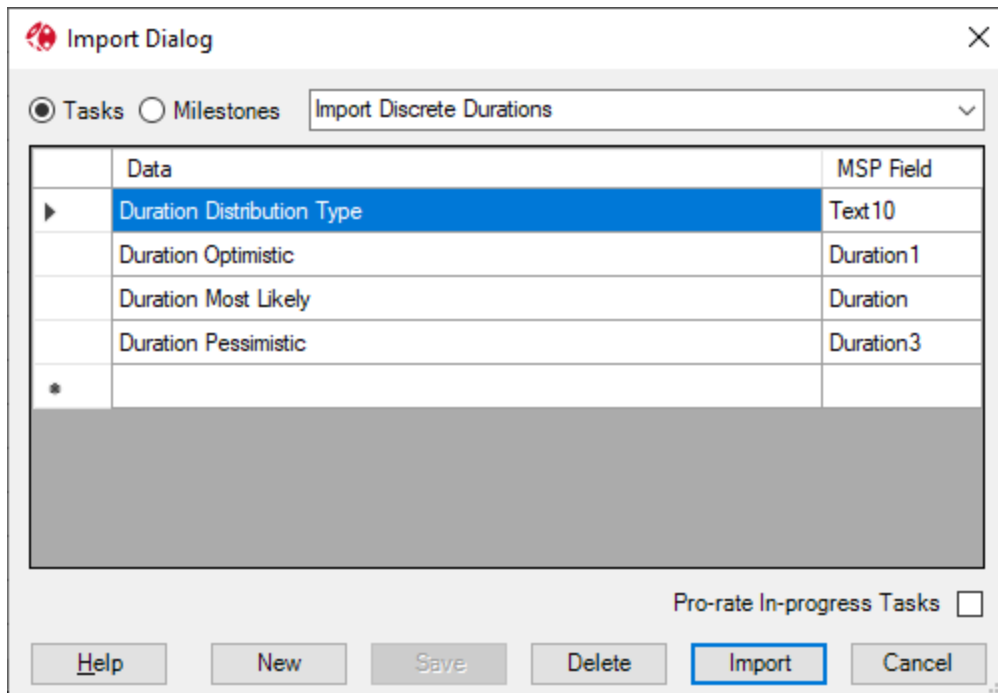 Import Dialog
Tasks Milestones Import Discrete Durations
Data MSP Field
Duration Distribution Type Text10
Duration Optimistic Duration1
Duration Most Likely Duration
Duration Pessimistic Duration3
Pro-rate In-progress Tasks
Help New Save Delete Import Cancel